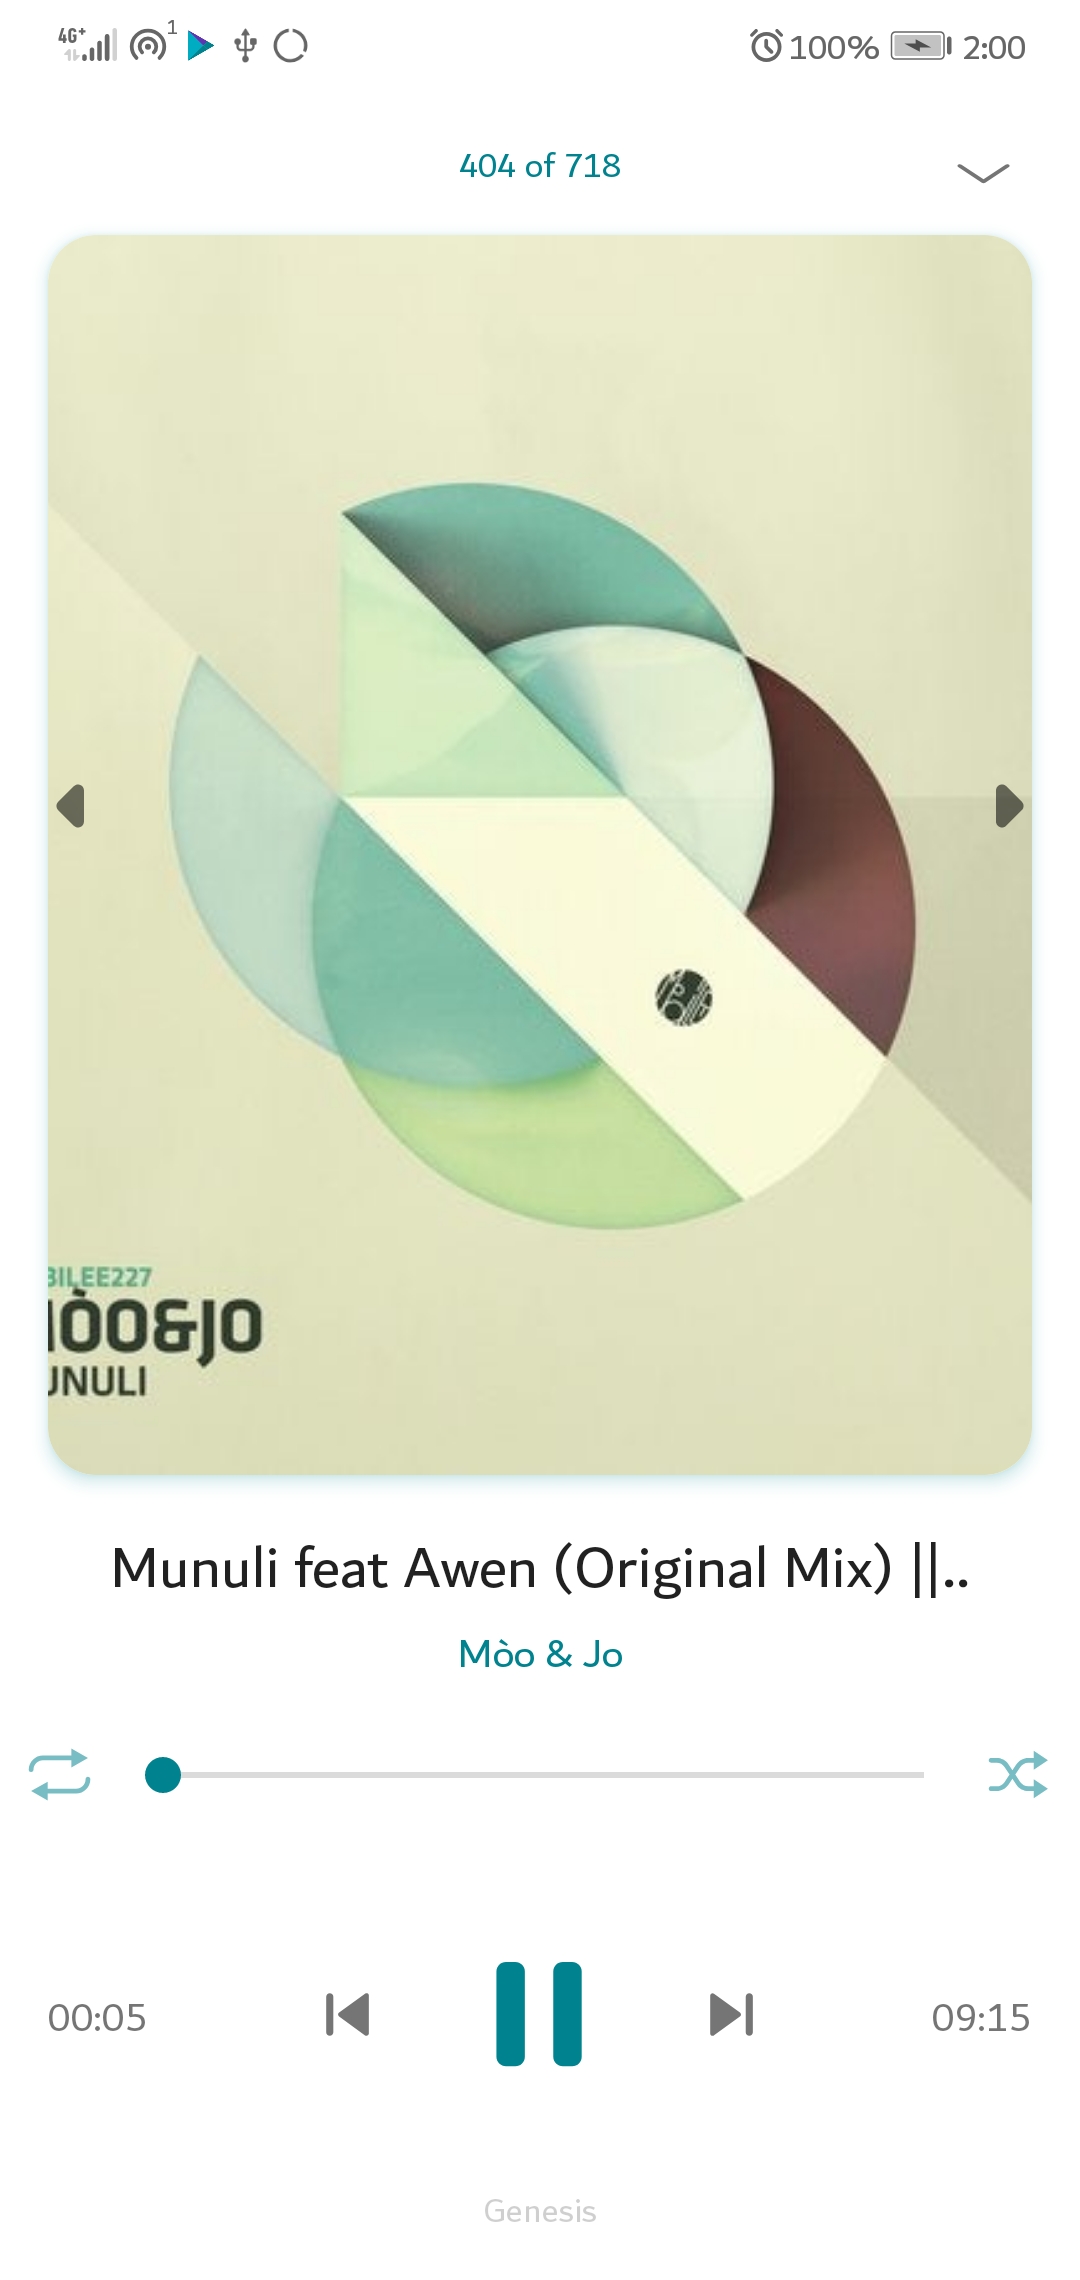 4G+ 1 100% 2:00
404 of 718
BILEE227
MÒO&JO
UNULI
Munuli feat Awen (Original Mix) ||..
Mòo & Jo
00:05 09:15
Genesis